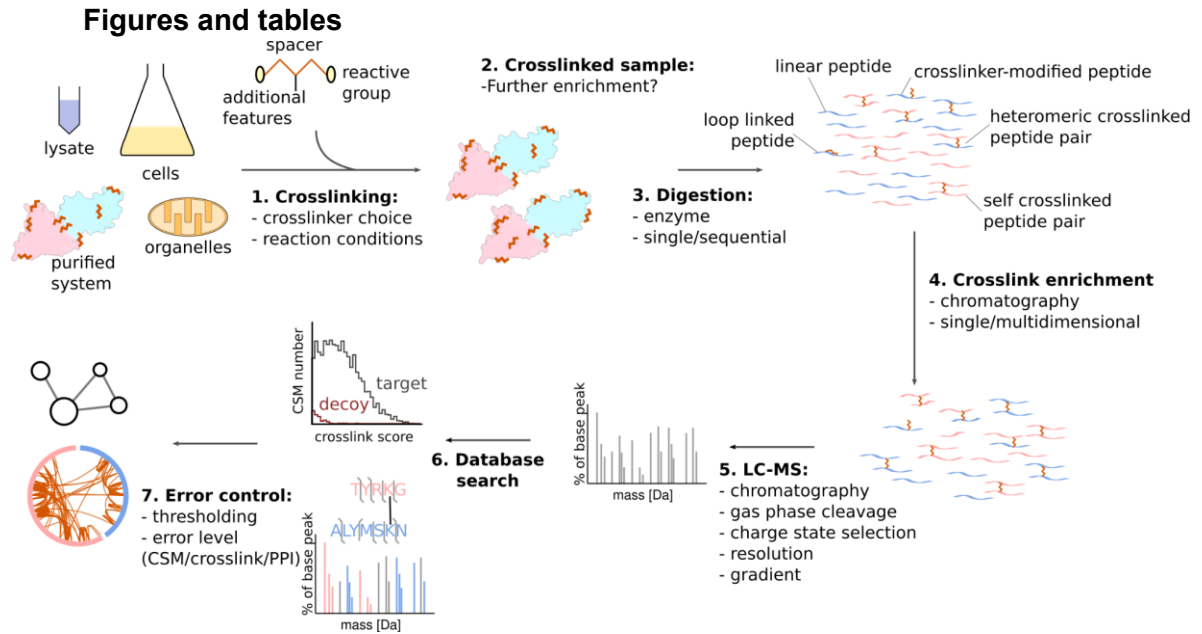 Figures and tables
spacer
reactive
group
additional
features
lysate
cells
purified
system
organelles
1. Crosslinking:
- crosslinker choice
- reaction conditions
2. Crosslinked sample:
-Further enrichment?
3. Digestion:
- enzyme
- single/sequential
linear peptide
crosslinker-modified peptide
loop linked
peptide
heteromeric crosslinked
peptide pair
self crosslinked
peptide pair
4. Crosslink enrichment
- chromatography
- single/multidimensional
5. LC-MS:
- chromatography
- gas phase cleavage
- charge state selection
- resolution
- gradient
% of base peak
mass [Da]
6. Database
search
CSM number
target
decoy
crosslink score
TYRKG
ALYMSKN
% of base peak
mass [Da]
7. Error control:
- thresholding
- error level
(CSM/crosslink/PPI)